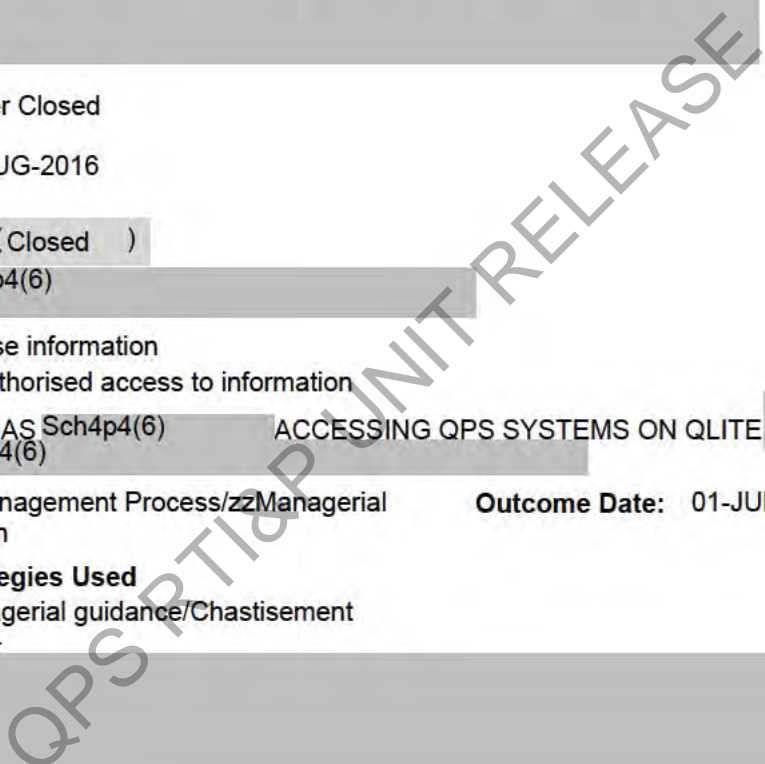 r Closed
UG-2016
(Closed )
p4(6)
se information
thorised access to information
AS Sch4p4(6) ACCESSING QPS SYSTEMS ON QLITE
4(6)
nagement Process/zzManagerial Outcome Date: 01-JU
n
egies Used
gerial guidance/Chastisement
QPS RTI&P UNIT RELEASE